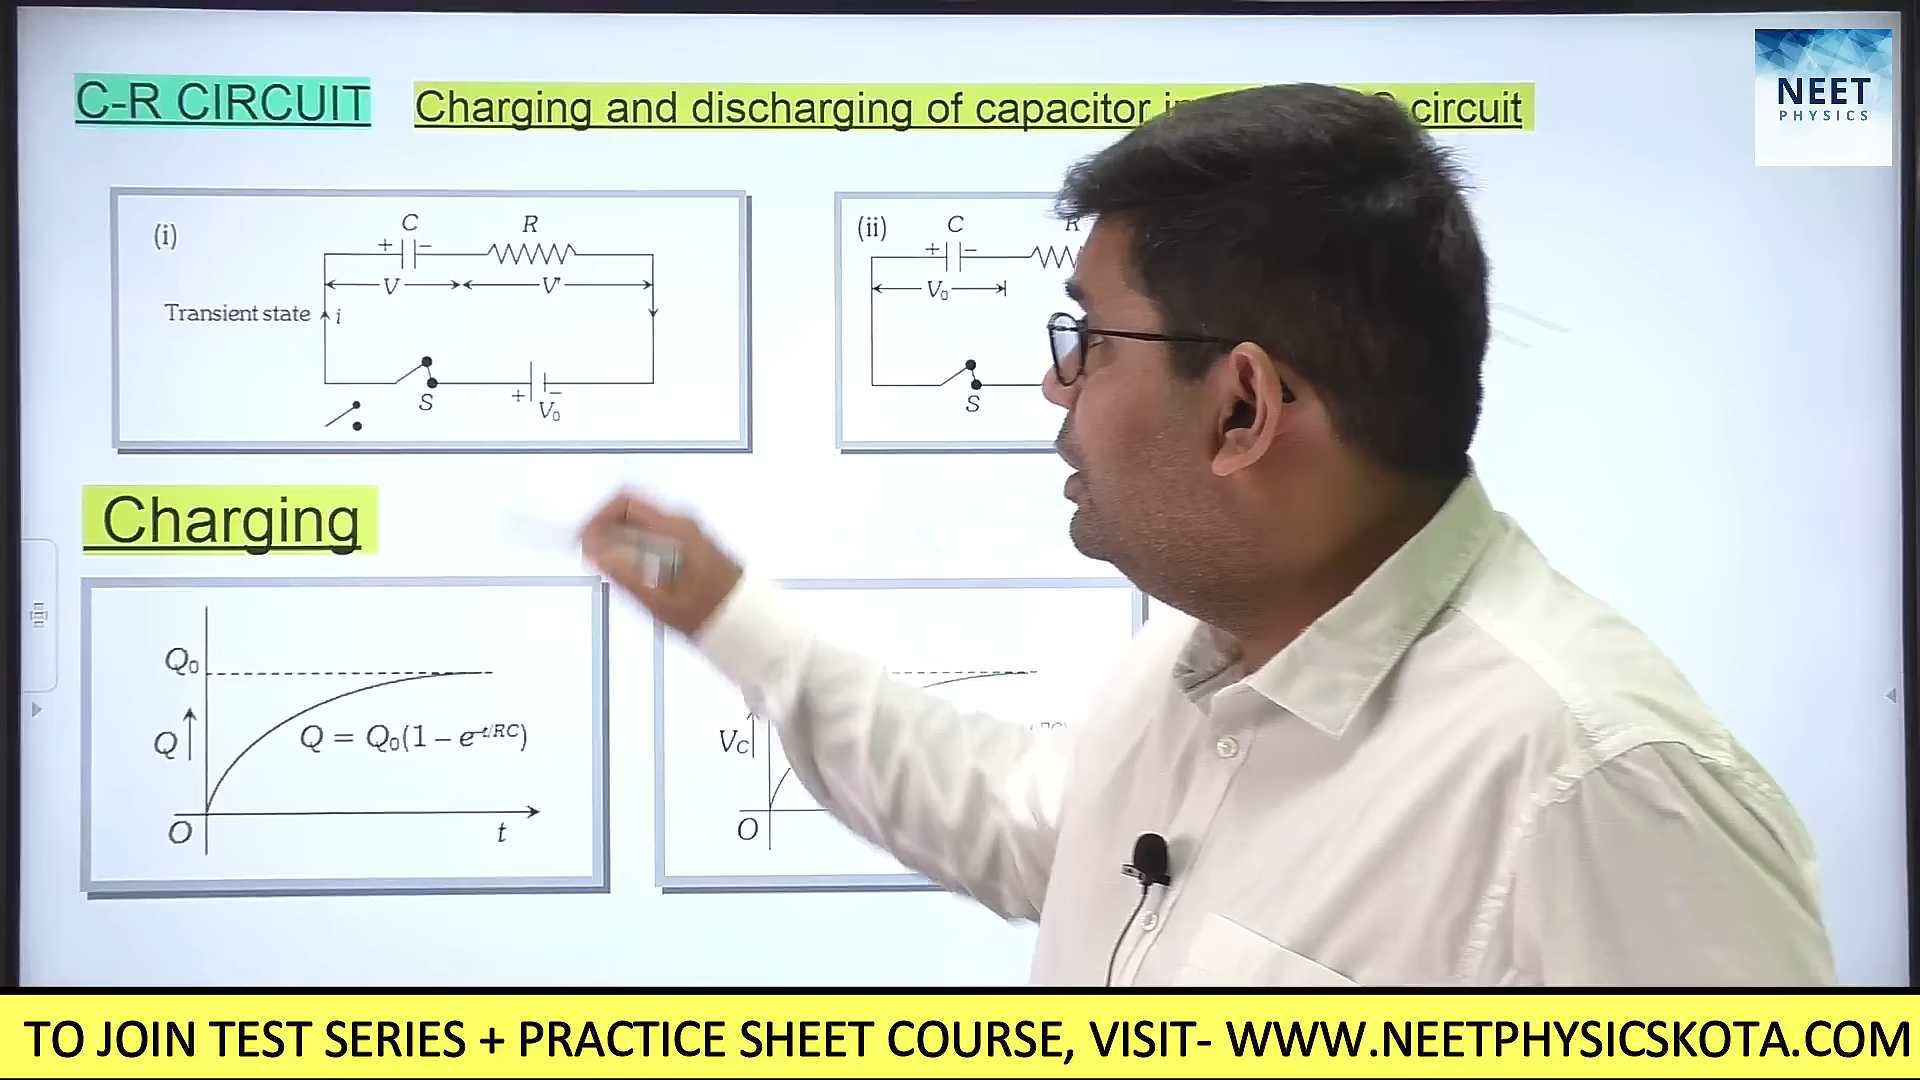 C-R CIRCUIT
Charging and discharging of capacitor circuit
NEET
PHYSICS
(i)
C
R
+
−
V
V'
Transient state
i
S
+
−
V₀
(ii)
C
R
+
−
V₀
S
Charging
Q₀
Q
Q = Q₀(1 – e^-t/RC)
O
t
V_C
O
TO JOIN TEST SERIES + PRACTICE SHEET COURSE, VISIT- WWW.NEETPHYSICSKOTA.COM